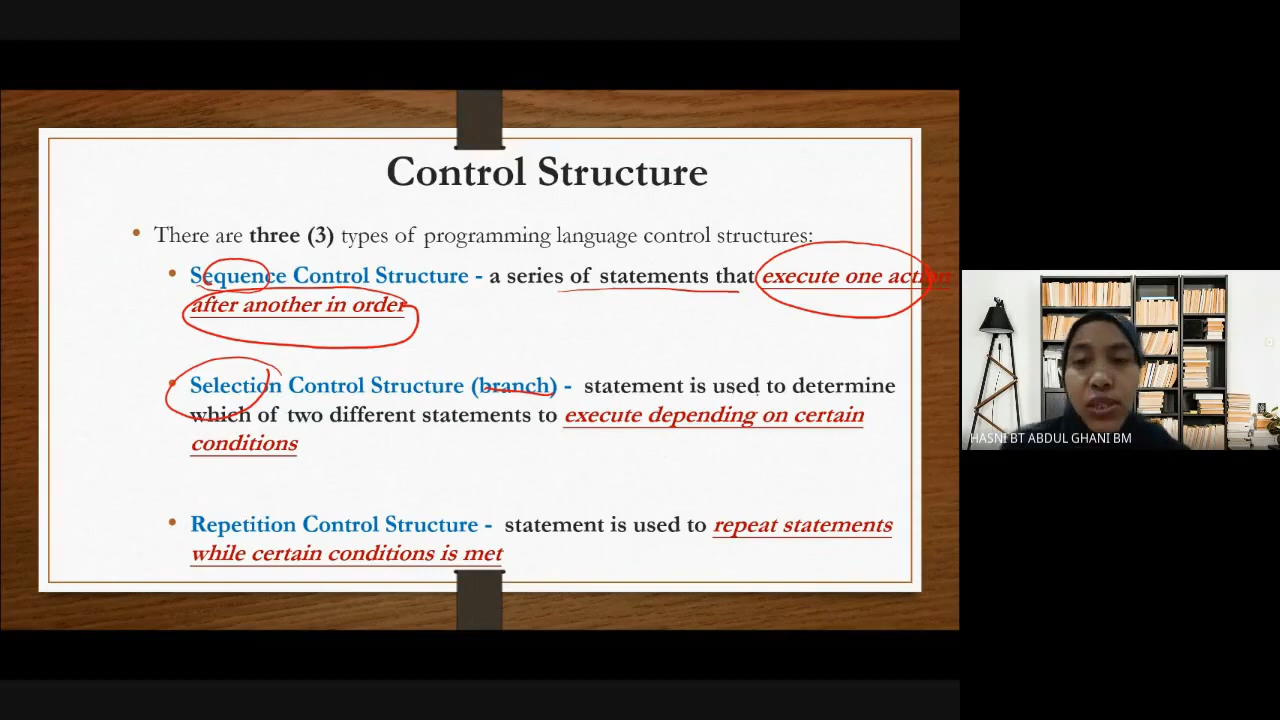 Control Structure
• There are three (3) types of programming language control structures:
• Sequence Control Structure - a series of statements that execute one action
after another in order
• Selection Control Structure (branch) - statement is used to determine
which of two different statements to execute depending on certain
conditions
• Repetition Control Structure - statement is used to repeat statements
while certain conditions is met
HASNI BT ABDUL GHANI BM